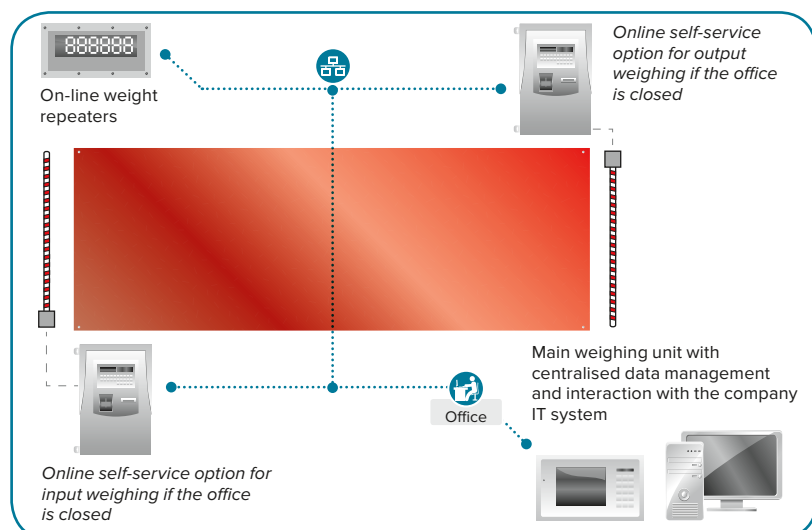 888888
On-line weight
repeaters
Online self-service
option for output
weighing if the office
is closed
Main weighing unit with
centralised data management
and interaction with the company
IT system
Office
Online self-service option for
input weighing if the office
is closed